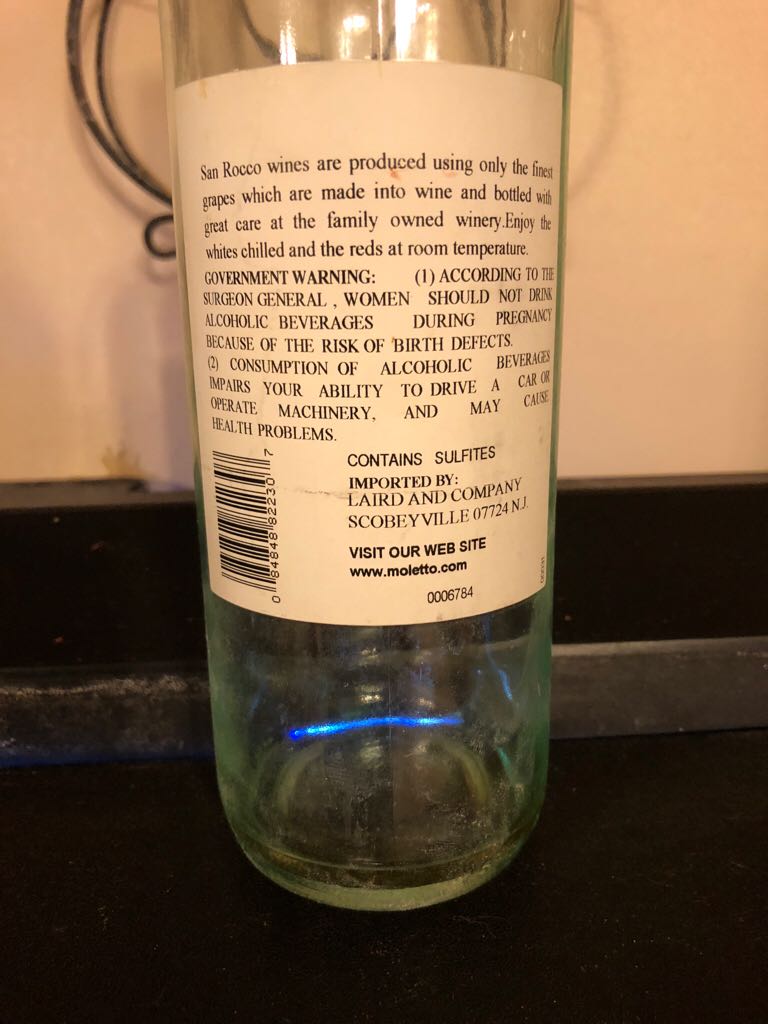 San Rocco wines are produced using only the finest
grapes which are made into wine and bottled with
great care at the family owned winery.Enjoy the
whites chilled and the reds at room temperature.
GOVERNMENT WARNING: (1) ACCORDING TO THE
SURGEON GENERAL , WOMEN SHOULD NOT DRINK
ALCOHOLIC BEVERAGES DURING PREGNANCY
BECAUSE OF THE RISK OF BIRTH DEFECTS.
(2) CONSUMPTION OF ALCOHOLIC BEVERAGES
IMPAIRS YOUR ABILITY TO DRIVE A CAR OR
OPERATE MACHINERY, AND MAY CAUSE
HEALTH PROBLEMS.
0 84848 82230 7
CONTAINS SULFITES
IMPORTED BY:
LAIRD AND COMPANY
SCOBEYVILLE 07724 N.J.
VISIT OUR WEB SITE
www.moletto.com
0006784